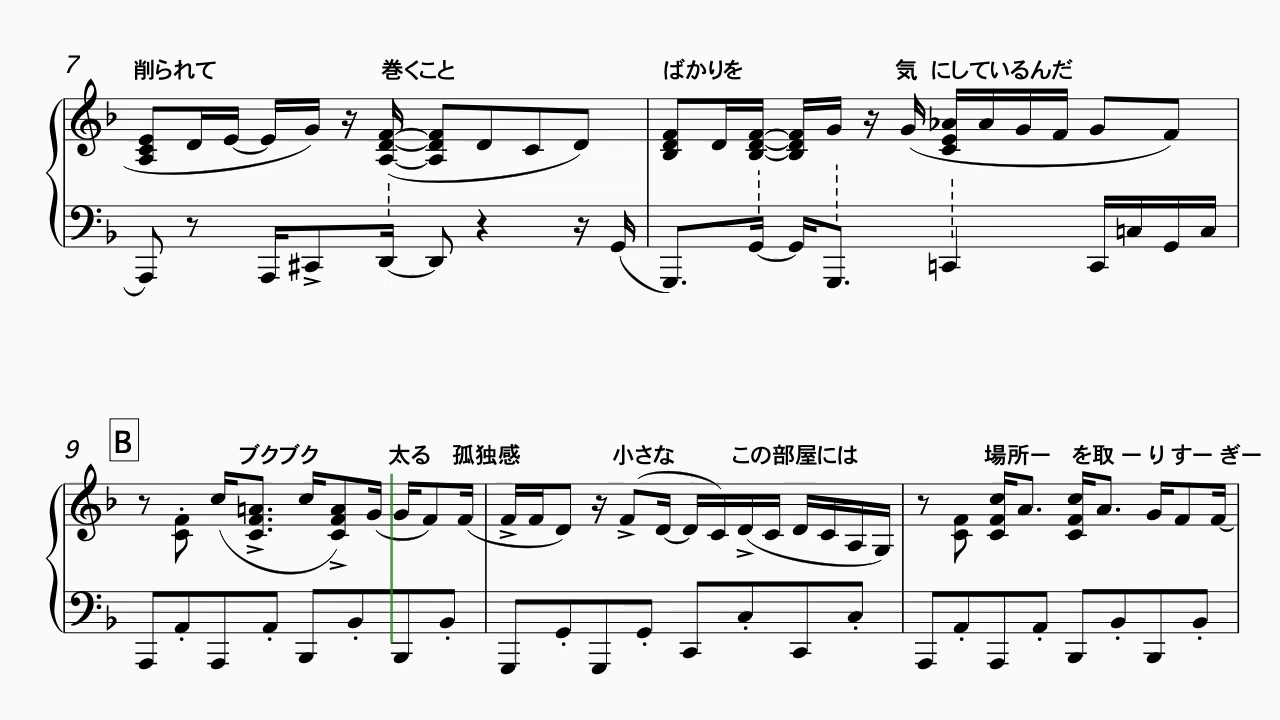 7 削られて 巻くこと ばかりを 気 にしているんだ
B
9 ブクブク 太る 孤独感 小さな この部屋には 場所ー を取 ー り すー ぎー